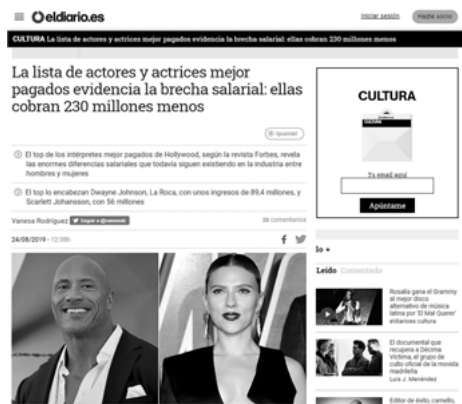 eldiario.es
Iniciar sesión
Hazte socio
CULTURA La lista de actores y actrices mejor pagados evidencia la brecha salarial: ellas cobran 230 millones menos
La lista de actores y actrices mejor
pagados evidencia la brecha salarial: ellas
cobran 230 millones menos
Igualdad
El top de los intérpretes mejor pagados de Hollywood, según la revista Forbes, revela
las enormes diferencias salariales que todavía siguen existiendo en la industria entre
hombres y mujeres
El top lo encabezan Dwayne Johnson, La Roca, con unos ingresos de 89,4 millones, y
Scarlett Johansson, con 56 millones
Vanesa Rodríguez
Seguir a
38 comentarios
24/08/2019 - 12:36h
CULTURA
Tu email aquí
Apúntame
lo +
Leído Comentado
Rosalía gana el Grammy
al mejor disco
alternativo de música
latina por 'El Mal Querer'
eldiarioes cultura
El documental que
recupera a Décima
Víctima, el grupo de
culto oficial de la movida
madrileña
Luis J. Menéndez
Editor de éxito, camello,